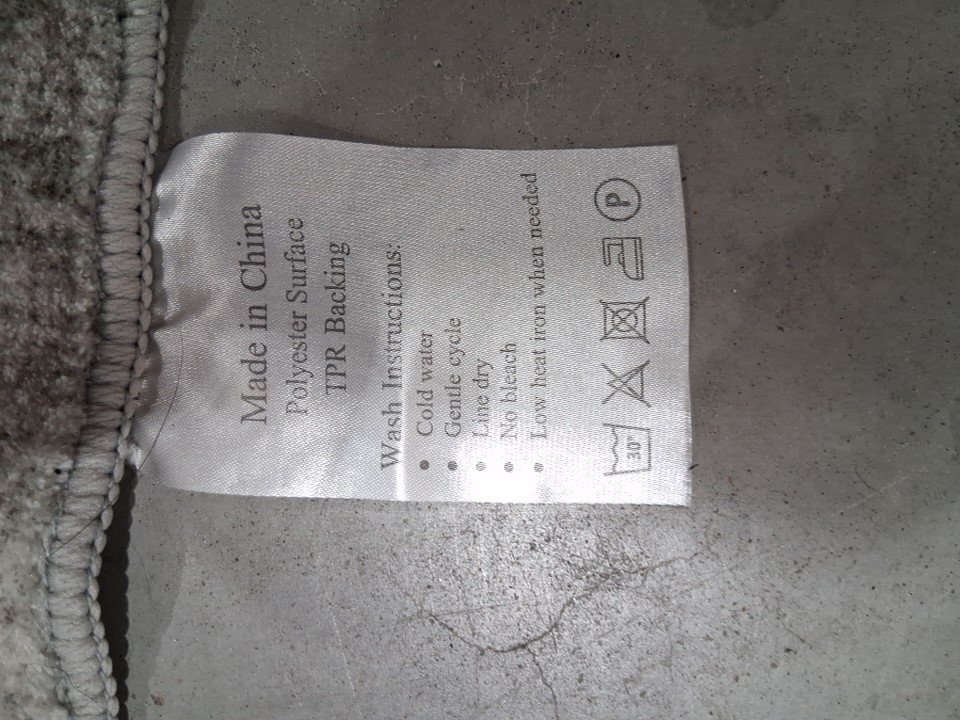 Made in China
Polyester Surface
TPR Backing
Wash Instructions:
• Cold water
• Gentle cycle
• Line dry
• No bleach
• Low heat iron when needed
30°
P